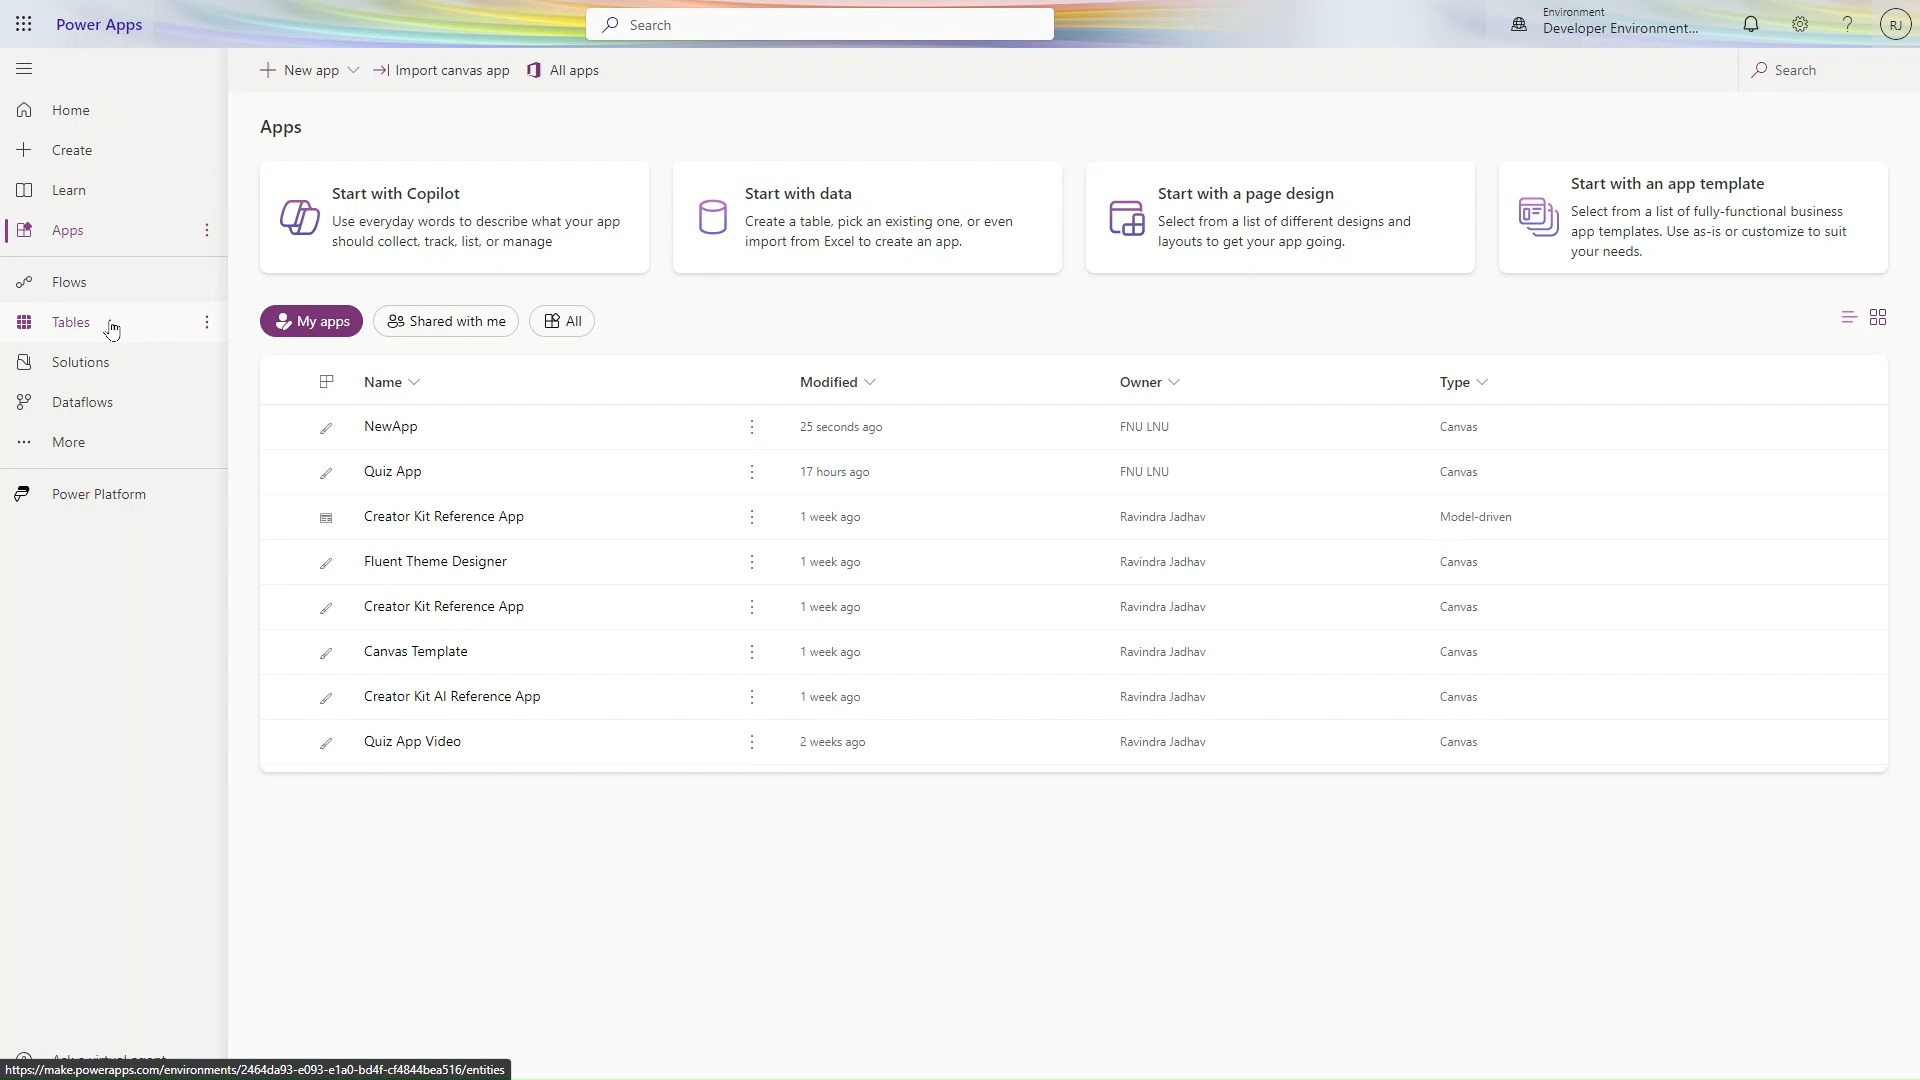 Power Apps
Search
Environment
Developer Environment...
?
RJ
New app
Import canvas app
All apps
Search
Home
Create
Learn
Apps
Flows
Tables
Solutions
Dataflows
More
Power Platform
Apps
Start with Copilot
Use everyday words to describe what your app
should collect, track, list, or manage
Start with data
Create a table, pick an existing one, or even
import from Excel to create an app.
Start with a page design
Select from a list of different designs and
layouts to get your app going.
Start with an app template
Select from a list of fully-functional business
app templates. Use as-is or customize to suit
your needs.
My apps
Shared with me
All
Name Modified Owner Type
NewApp 25 seconds ago FNU LNU Canvas
Quiz App 17 hours ago FNU LNU Canvas
Creator Kit Reference App 1 week ago Ravindra Jadhav Model-driven
Fluent Theme Designer 1 week ago Ravindra Jadhav Canvas
Creator Kit Reference App 1 week ago Ravindra Jadhav Canvas
Canvas Template 1 week ago Ravindra Jadhav Canvas
Creator Kit AI Reference App 1 week ago Ravindra Jadhav Canvas
Quiz App Video 2 weeks ago Ravindra Jadhav Canvas
https://make.powerapps.com/environments/2464da93-e093-e1a0-bd4f-cf4844bea516/entities